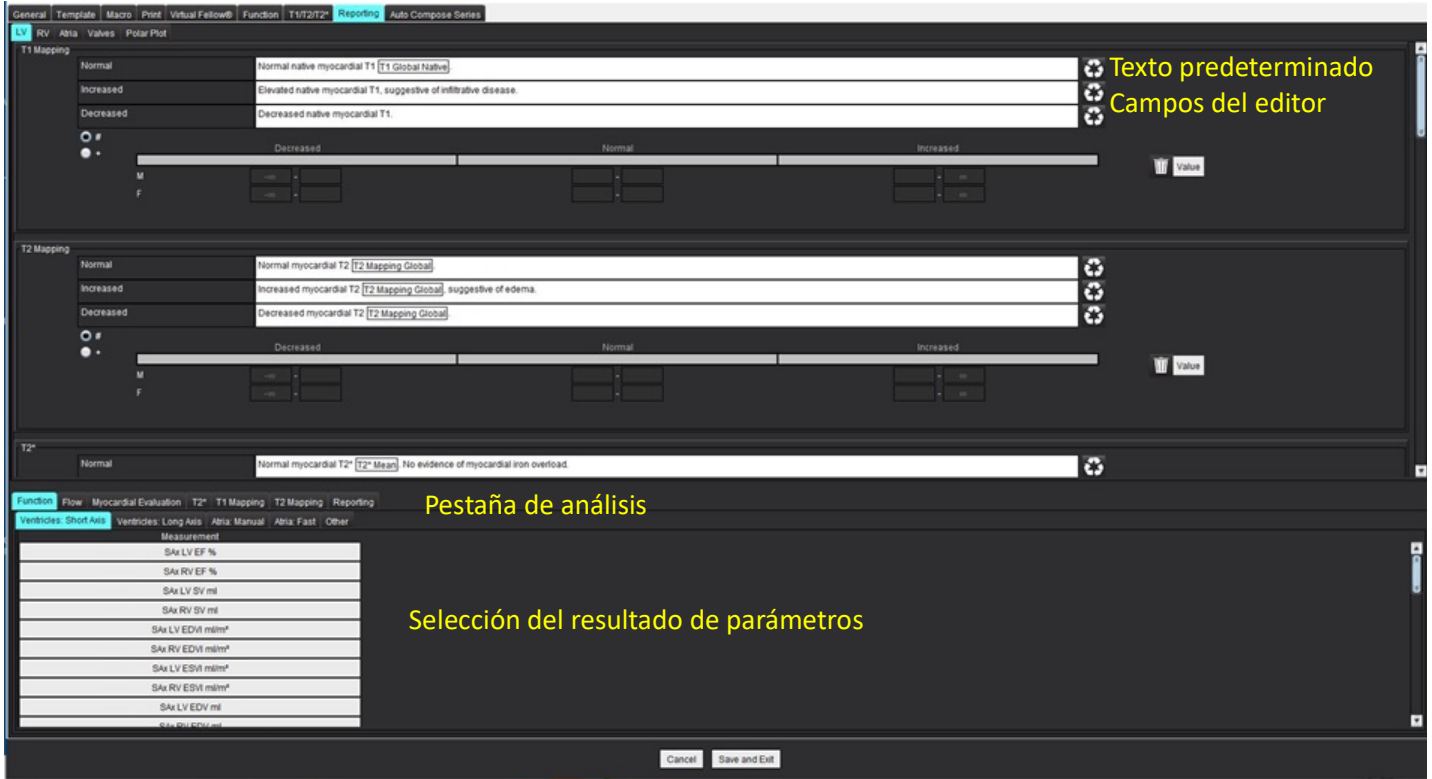 General Template Macro Print Virtual Fellow® Function T1/T2/T2* Reporting Auto Compose Series
LV RV Atria Valves Polar Plot
T1 Mapping
Normal Normal native myocardial T1 T1 Global Native.
Texto predeterminado
Increased Elevated native myocardial T1, suggestive of infiltrative disease.
Campos del editor
Decreased Decreased native myocardial T1.
#
+
Decreased Normal Increased
Value
M -∞ - - - ∞
F -∞ - - - ∞
T2 Mapping
Normal Normal myocardial T2 T2 Mapping Global.
Increased Increased myocardial T2 T2 Mapping Global, suggestive of edema.
Decreased Decreased myocardial T2 T2 Mapping Global.
#
+
Decreased Normal Increased
Value
M -∞ - - - ∞
F -∞ - - - ∞
T2*
Normal Normal myocardial T2* T2* Mean. No evidence of myocardial iron overload.
Function Flow Myocardial Evaluation T2* T1 Mapping T2 Mapping Reporting
Pestaña de análisis
Ventricles: Short Axis Ventricles: Long Axis Atria: Manual Atria: Fast Other
Measurement
SAx LV EF %
SAx RV EF %
SAx LV SV ml
SAx RV SV ml
Selección del resultado de parámetros
SAx LV EDVI ml/m²
SAx RV EDVI ml/m²
SAx LV ESVI ml/m²
SAx RV ESVI ml/m²
SAx LV EDV ml
SAx RV EDV ml
Cancel Save and Exit